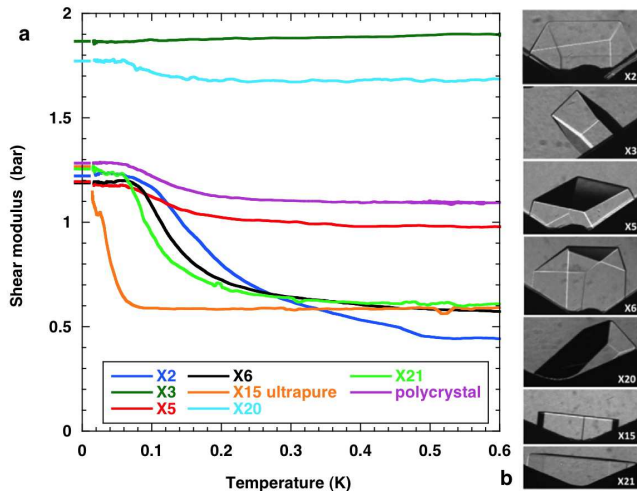 a
2
1.5
1
0.5
0
Shear modulus (bar)
X2
X3
X5
X6
X15 ultrapure
X20
X21
polycrystal
0 0.1 0.2 0.3 0.4 0.5 0.6
Temperature (K)
b
X2
X3
X5
X6
X20
X15
X21